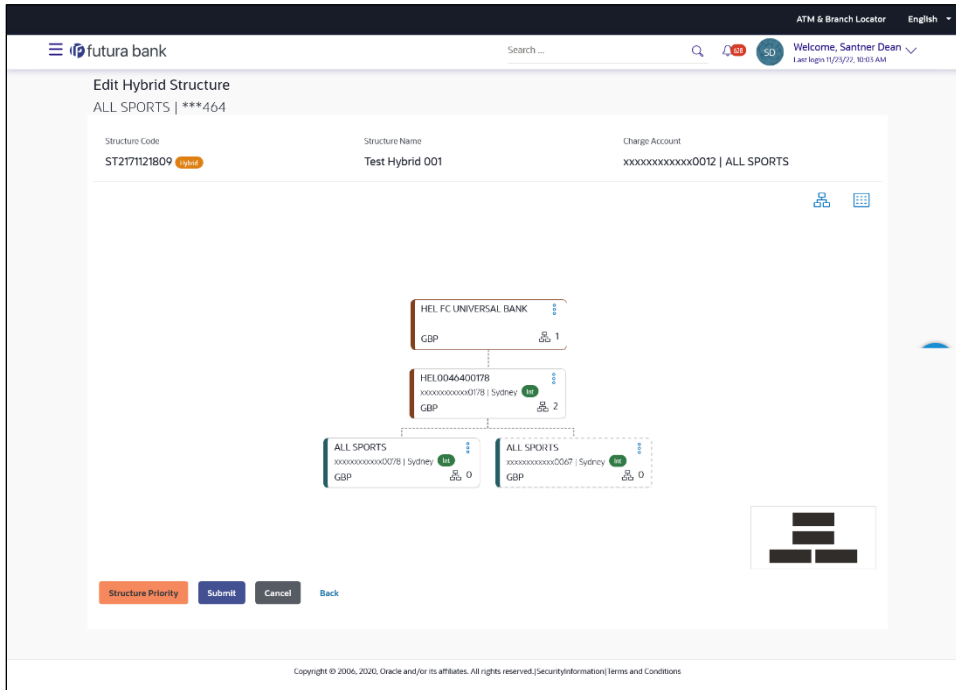 ATM & Branch Locator English
futura bank Search ... 628 SD Welcome, Santner Dean
Last login 11/23/22, 10:03 AM
Edit Hybrid Structure
ALL SPORTS | ***464
Structure Code Structure Name Charge Account
ST2171121809 Hybrid Test Hybrid 001 xxxxxxxxxxxx0012 | ALL SPORTS
HEL FC UNIVERSAL BANK
GBP 1
HEL0046400178
xxxxxxxxxxxx0178 | Sydney Int
GBP 2
ALL SPORTS ALL SPORTS
xxxxxxxxxxxx0078 | Sydney Int xxxxxxxxxxxx0067 | Sydney Int
GBP 0 GBP 0
Structure Priority Submit Cancel Back
Copyright © 2006, 2020, Oracle and/or its affiliates. All rights reserved.|SecurityInformation|Terms and Conditions